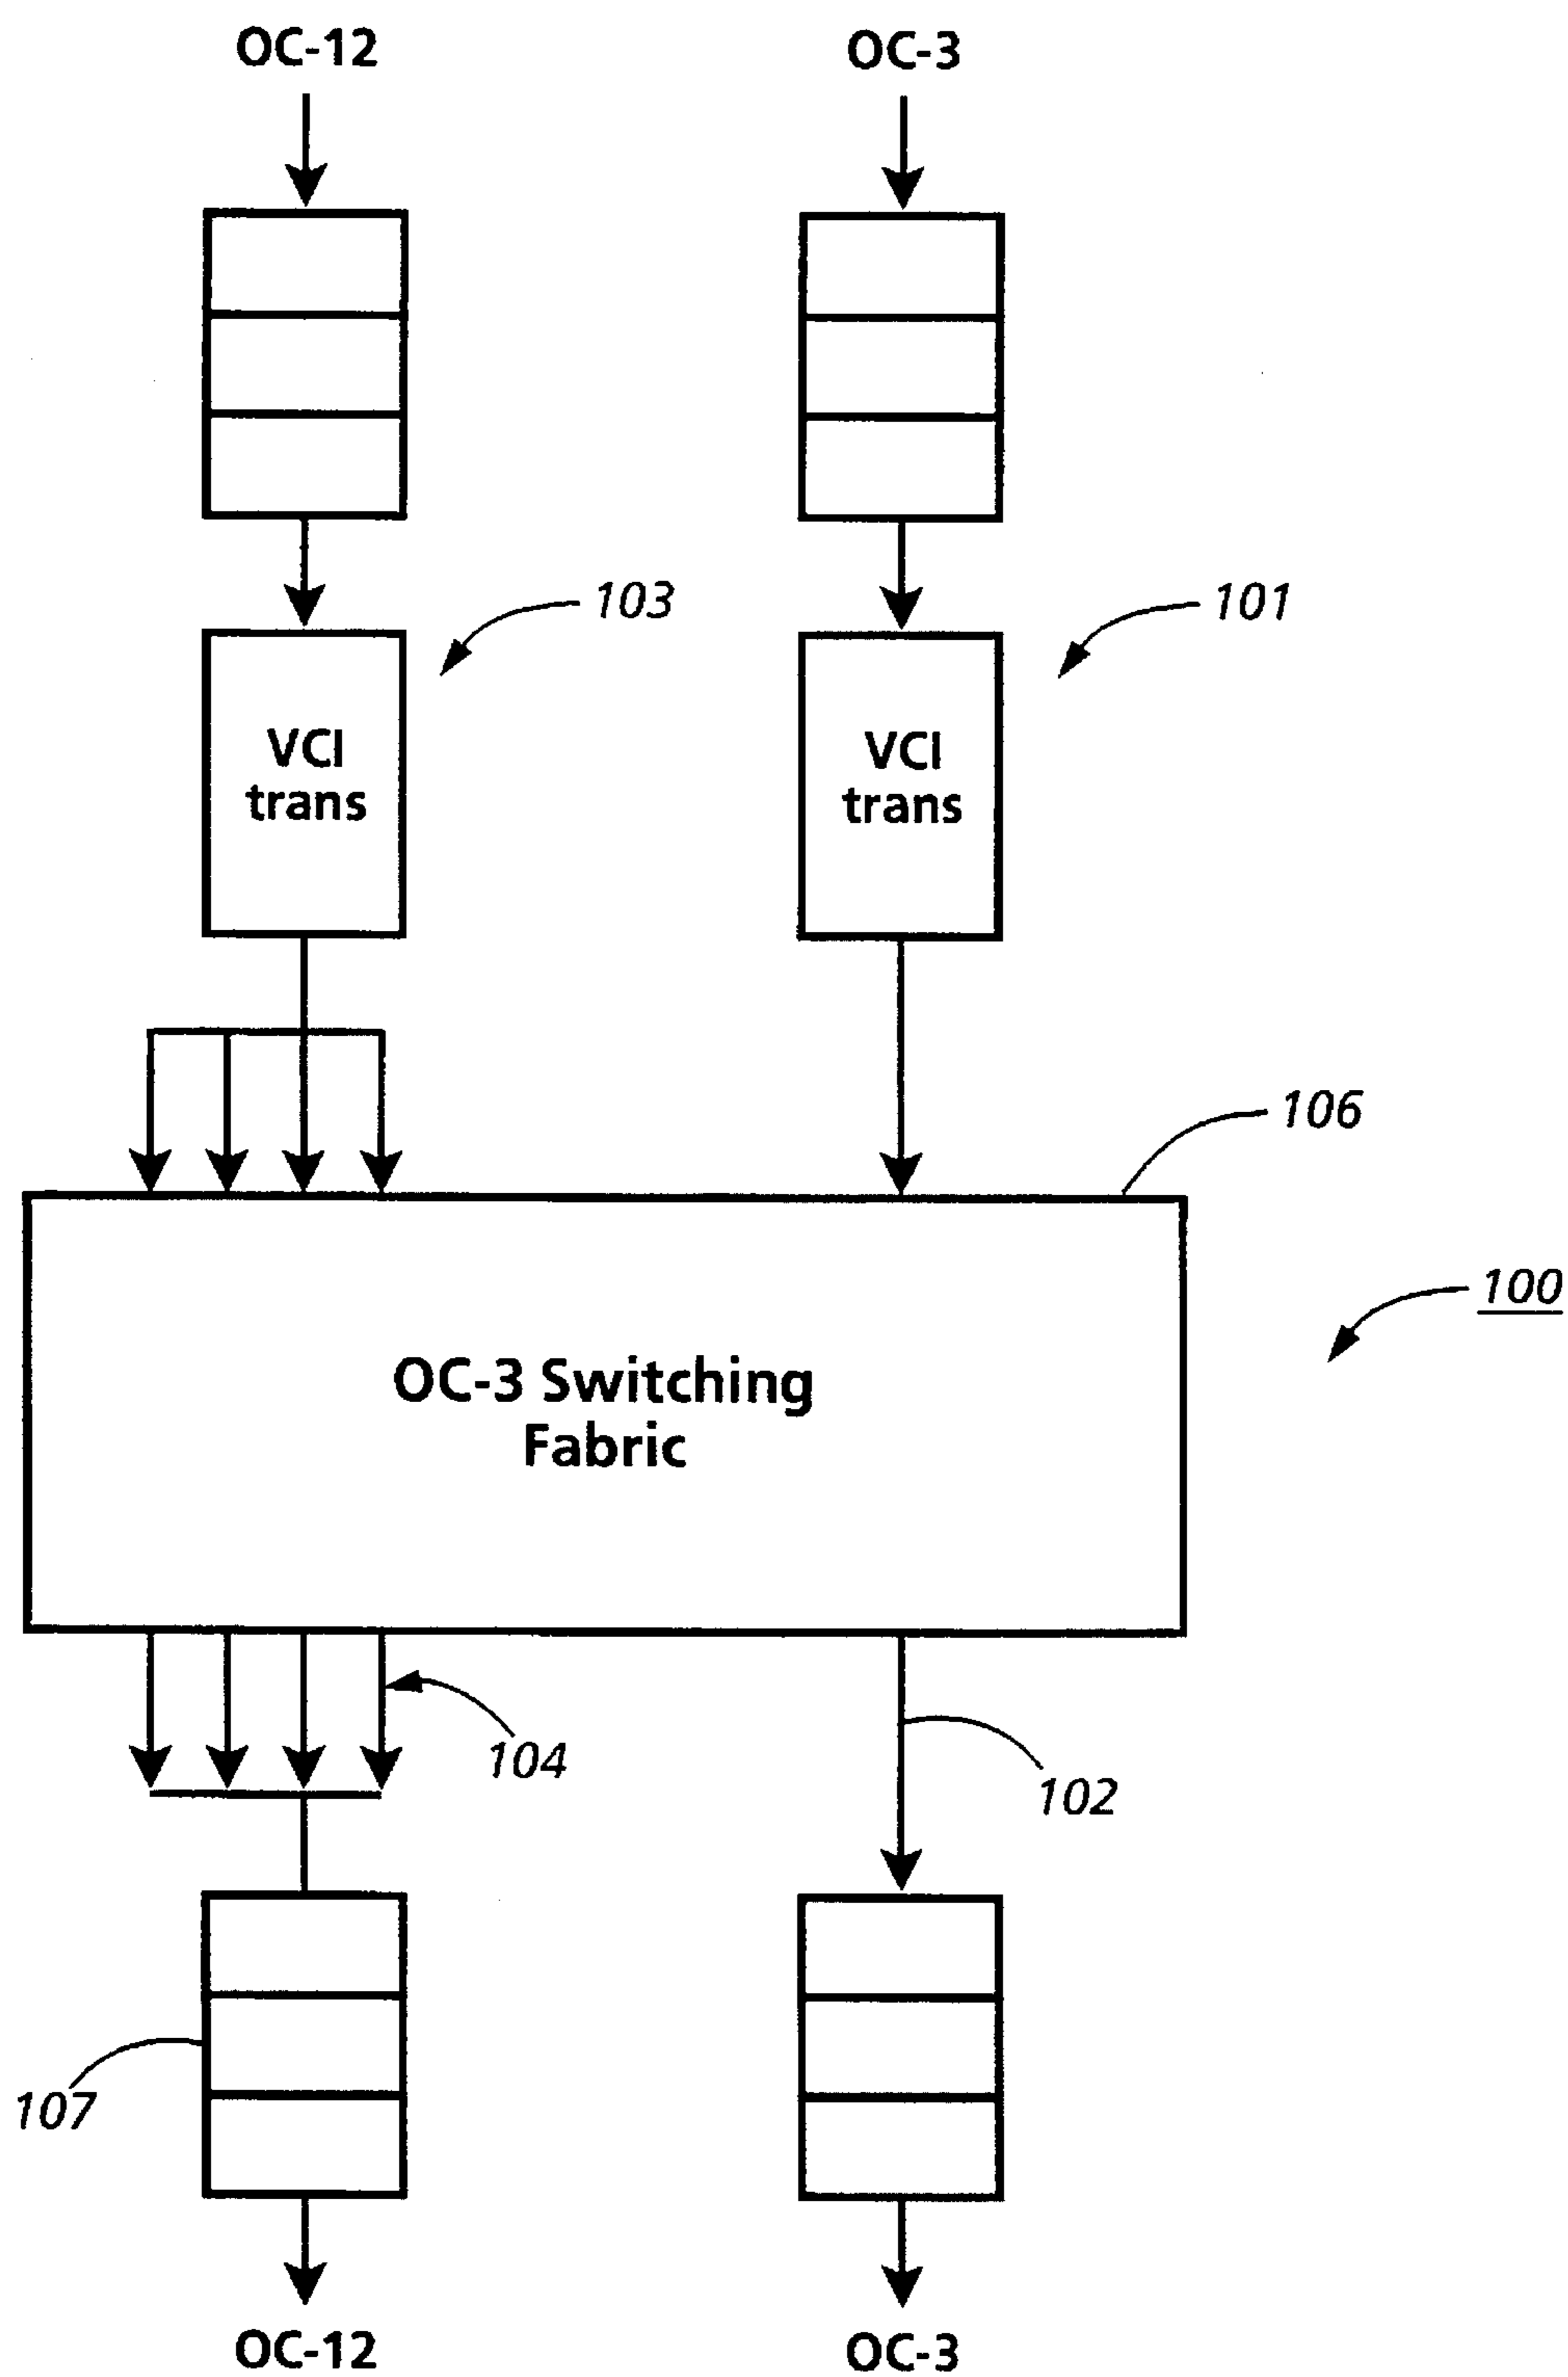 OC-12
OC-3
103
101
VCI
trans
VCI
trans
106
100
OC-3 Switching
Fabric
104
102
107
OC-12
OC-3